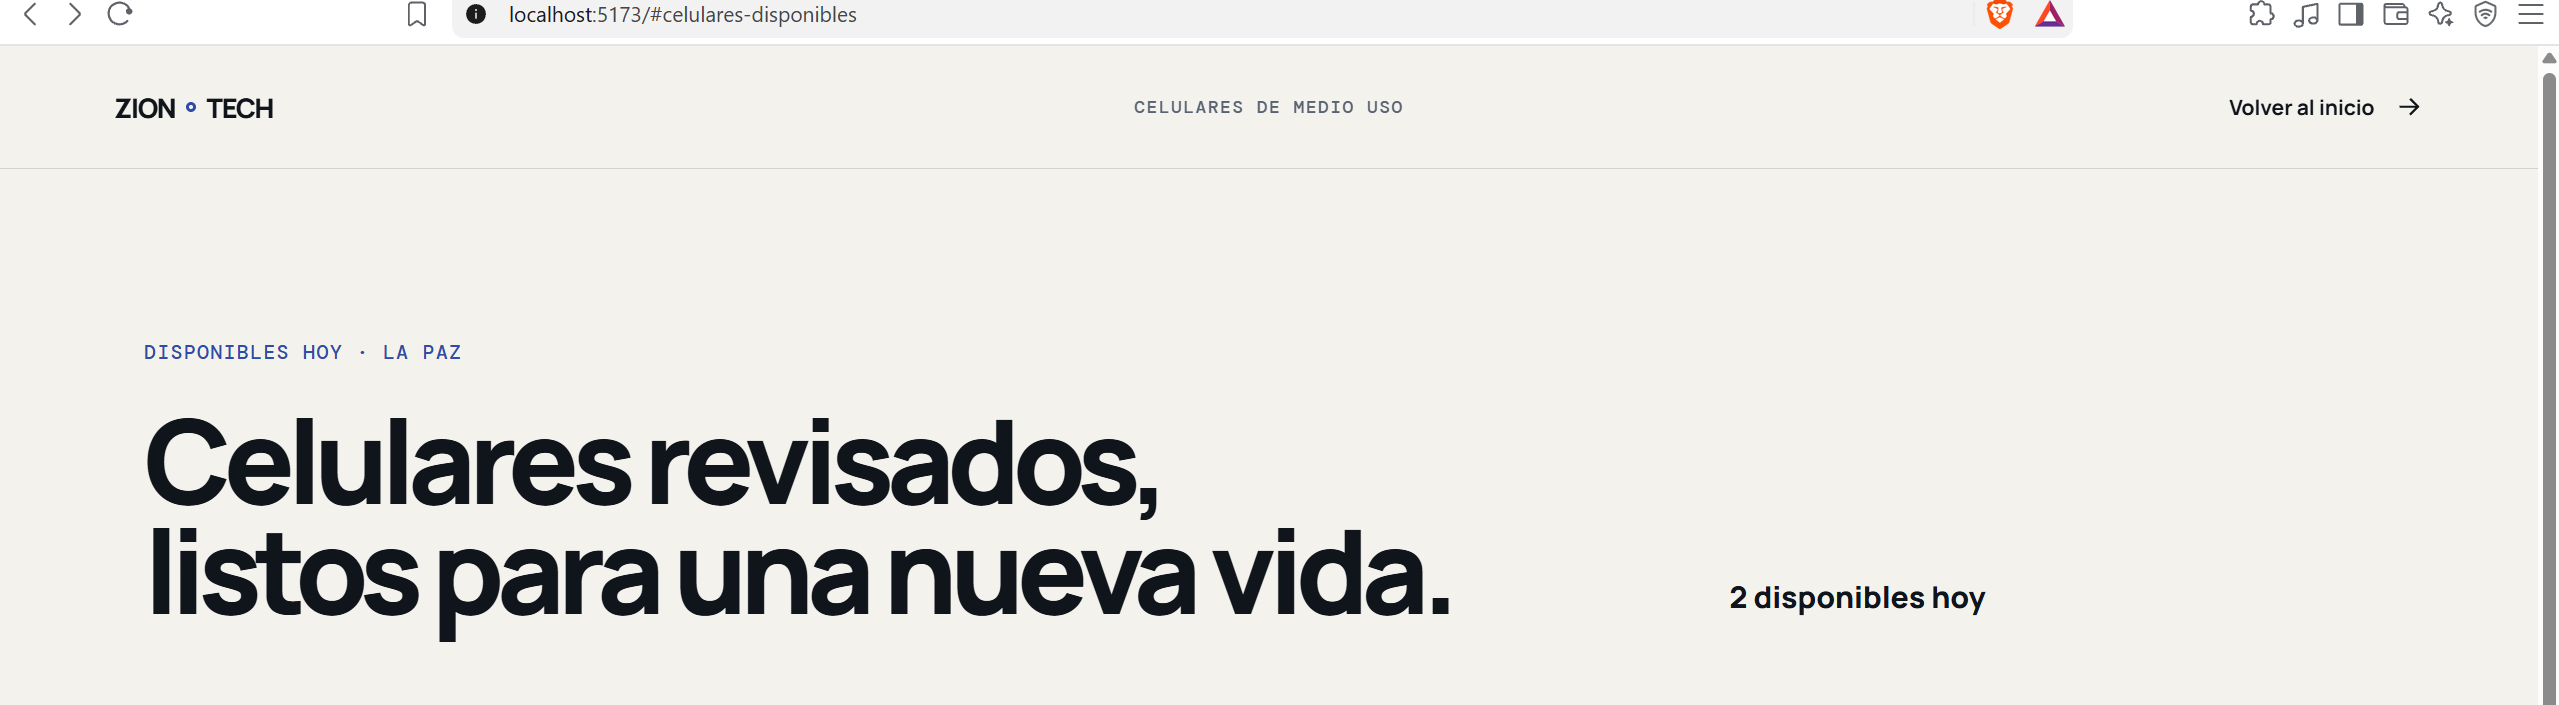 localhost:5173/#celulares-disponibles
ZION TECH
CELULARES DE MEDIO USO
Volver al inicio →
DISPONIBLES HOY · LA PAZ
Celulares revisados,
listos para una nueva vida.
2 disponibles hoy